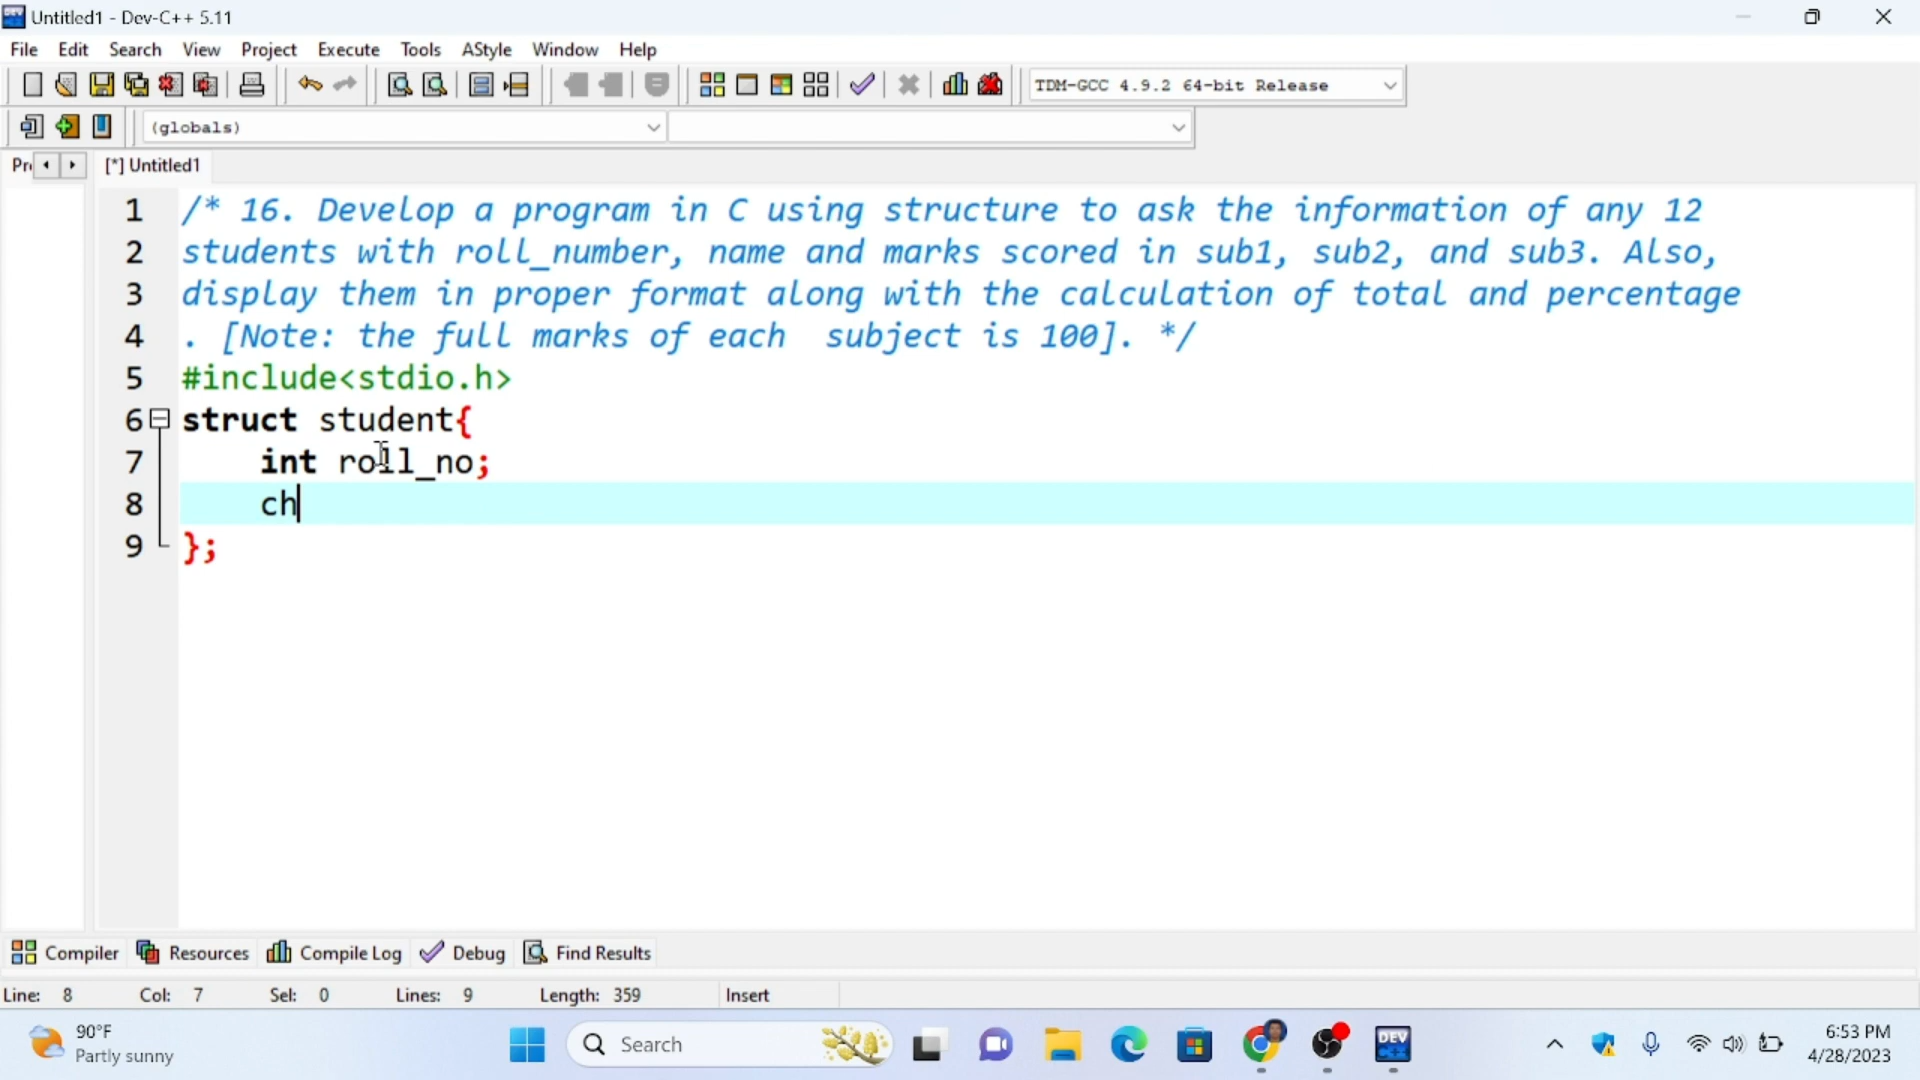 Untitled1 - Dev-C++ 5.11
File Edit Search View Project Execute Tools AStyle Window Help
TDM-GCC 4.9.2 64-bit Release
(globals)
[*] Untitled1
1 /* 16. Develop a program in C using structure to ask the information of any 12
2 students with roll_number, name and marks scored in sub1, sub2, and sub3. Also,
3 display them in proper format along with the calculation of total and percentage
4 . [Note: the full marks of each  subject is 100]. */
5 #include<stdio.h>
6 struct student{
7 int roll_no;
8 ch
9 };
Compiler Resources Compile Log Debug Find Results
Line: 8 Col: 7 Sel: 0 Lines: 9 Length: 359 Insert
90°F
Partly sunny
Search
DEV
6:53 PM
4/28/2023